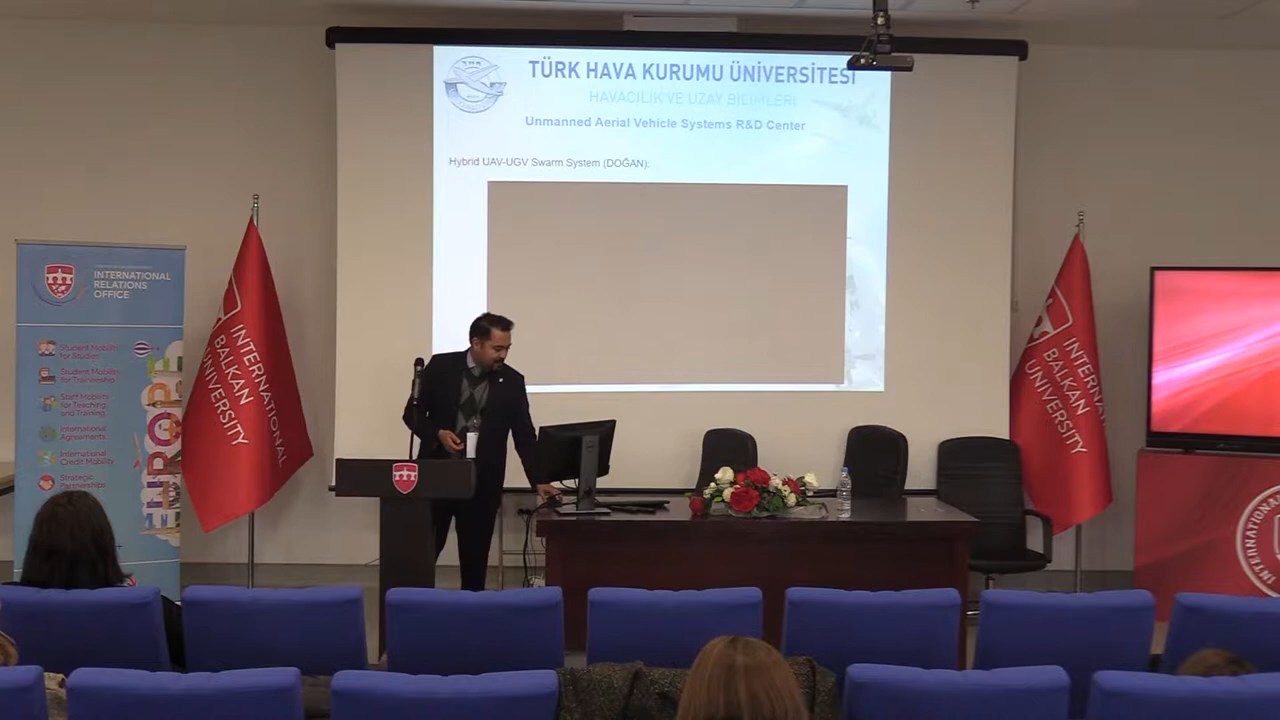 TÜRK HAVA KURUMU ÜNİVERSİTESİ
HAVACILIK VE UZAY BİLİMLERİ
Unmanned Aerial Vehicle Systems R&D Center
Hybrid UAV-UGV Swarm System (DOĞAN):
INTERNATIONAL
RELATIONS
OFFICE
Student Mobility
for Studies
Student Mobility
for Traineeship
Staff Mobility
for Teaching
and Training
International
Agreements
International
Credit Mobility
Strategic
Partnerships
INTERNATIONAL
BALKAN
UNIVERSITY
INTERNATIONAL
BALKAN
UNIVERSITY
INTERNATIONAL